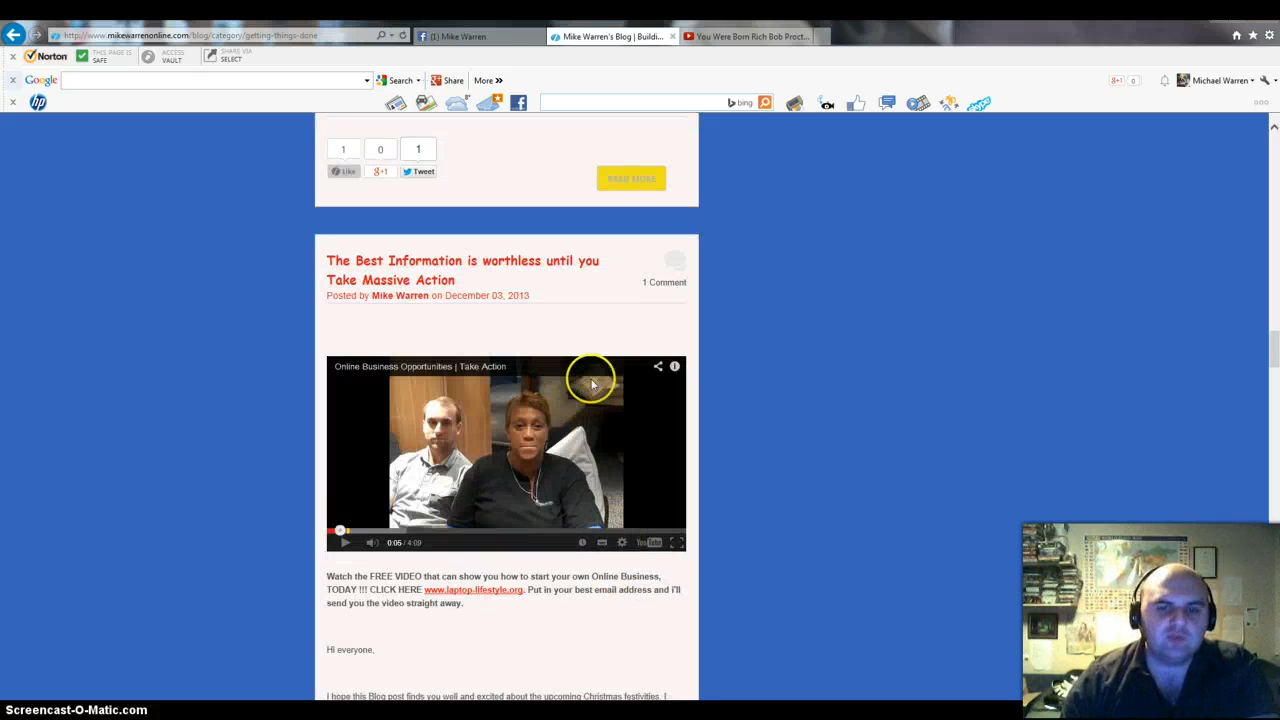 http://www.mikewarrenonline.com/blog/category/getting-things-done
(1) Mike Warren
Mike Warren's Blog | Buildi...
You Were Born Rich Bob Proct...
Norton
THIS PAGE IS
SAFE
ACCESS
VAULT
SHARE VIA
SELECT
Google
Search
Share
More »
g+1
0
Michael Warren
hp
bing
1
0
1
Like
g+1
Tweet
READ MORE
The Best Information is worthless until you
Take Massive Action
1 Comment
Posted by Mike Warren on December 03, 2013
Online Business Opportunities | Take Action
0:05 / 4:09
YouTube
Watch the FREE VIDEO that can show you how to start your own Online Business,
TODAY !!! CLICK HERE www.laptop-lifestyle.org. Put in your best email address and i'll
send you the video straight away.
Hi everyone,
I hope this Blog post finds you well and excited about the upcoming Christmas festivities. I
Screencast-O-Matic.com